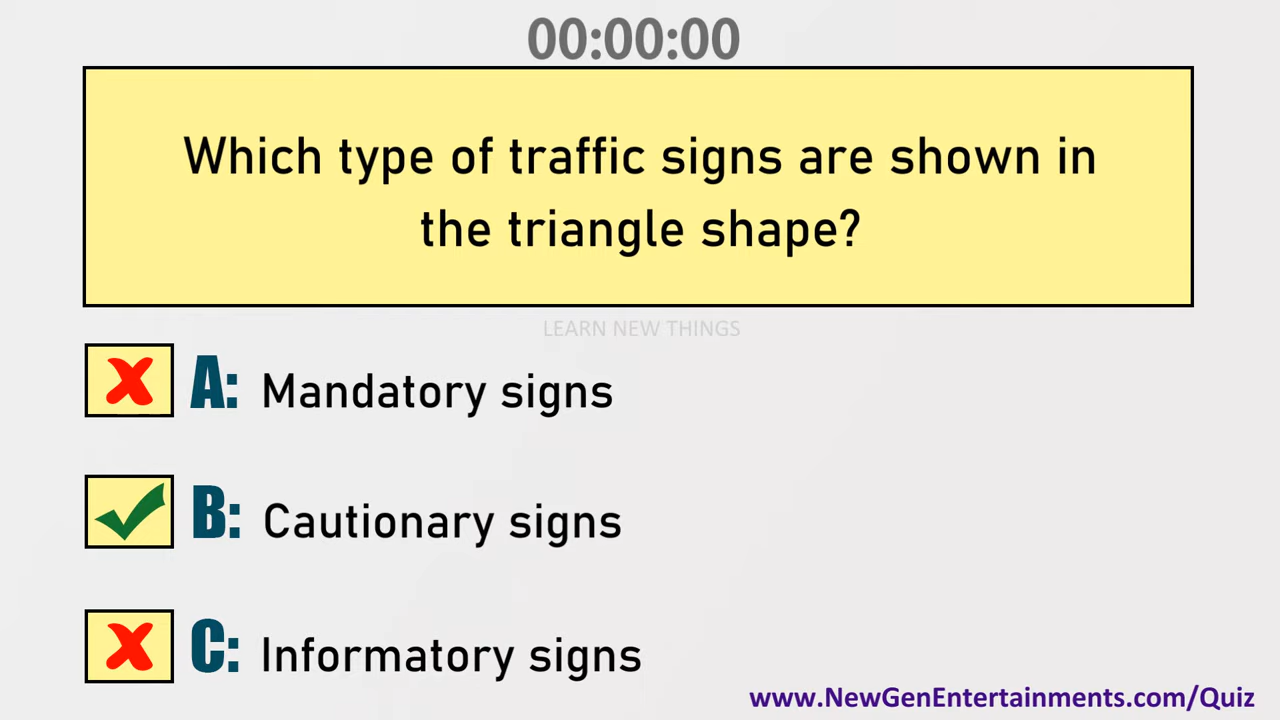 00:00:00
Which type of traffic signs are shown in
the triangle shape?
LEARN NEW THINGS
A: Mandatory signs
B: Cautionary signs
C: Informatory signs
www.NewGenEntertainments.com/Quiz